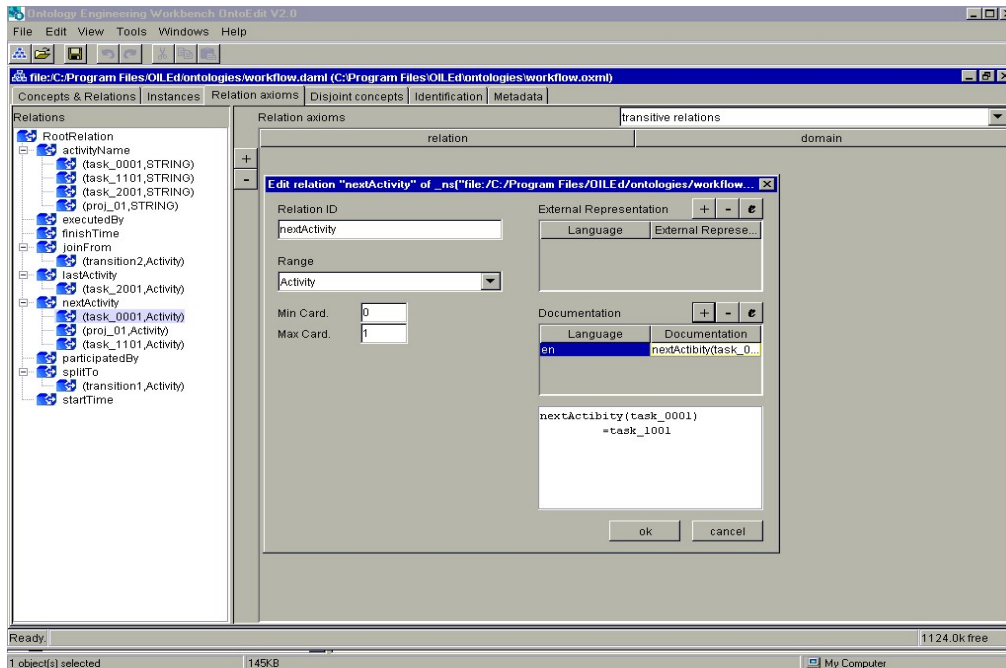 Ontology Engineering Workbench OntoEdit V2.0
File Edit View Tools Windows Help
file:/C:/Program Files/OILEd/ontologies/workflow.daml (C:\Program Files\OILEd\ontologies\workflow.oxml)
Concepts & Relations Instances Relation axioms Disjoint concepts Identification Metadata
Relations
RootRelation
activityName
(task_0001,STRING)
(task_1101,STRING)
(task_2001,STRING)
(proj_01,STRING)
executedBy
finishTime
joinFrom
(transition2,Activity)
lastActivity
(task_2001,Activity)
nextActivity
(task_0001,Activity)
(proj_01,Activity)
(task_1101,Activity)
participatedBy
splitTo
(transition1,Activity)
startTime
Relation axioms transitive relations
relation domain
+
-
Edit relation "nextActivity" of _ns("file:/C:/Program Files/OILEd/ontologies/workflow...
Relation ID
nextActivity
Range
Activity
Min Card. 0
Max Card. 1
External Representation + - e
Language External Represe...
Documentation + - e
Language Documentation
en nextActibity(task_0...
nextActibity(task_0001)
=task_1001
ok cancel
Ready. 1124.0k free
1 object(s) selected 145KB My Computer